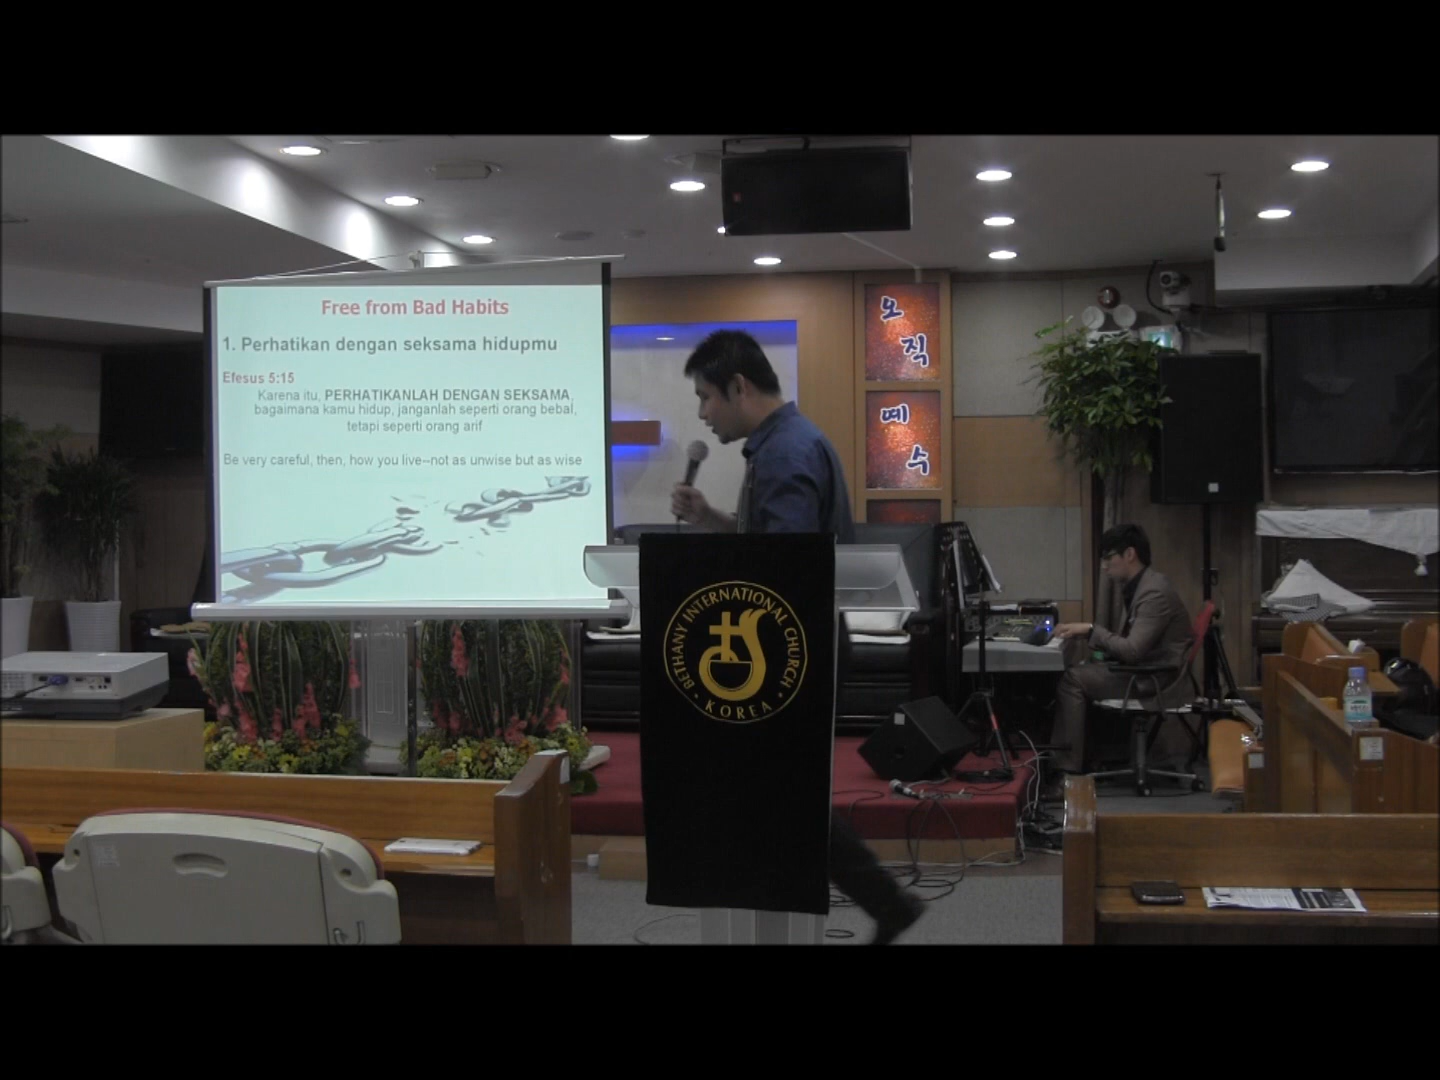 Free from Bad Habits
1. Perhatikan dengan seksama hidupmu
Efesus 5:15
Karena itu, PERHATIKANLAH DENGAN SEKSAMA,
bagaimana kamu hidup, janganlah seperti orang bebal,
tetapi seperti orang arif
Be very careful, then, how you live--not as unwise but as wise
오직
예수
BETHANY INTERNATIONAL CHURCH
• KOREA •